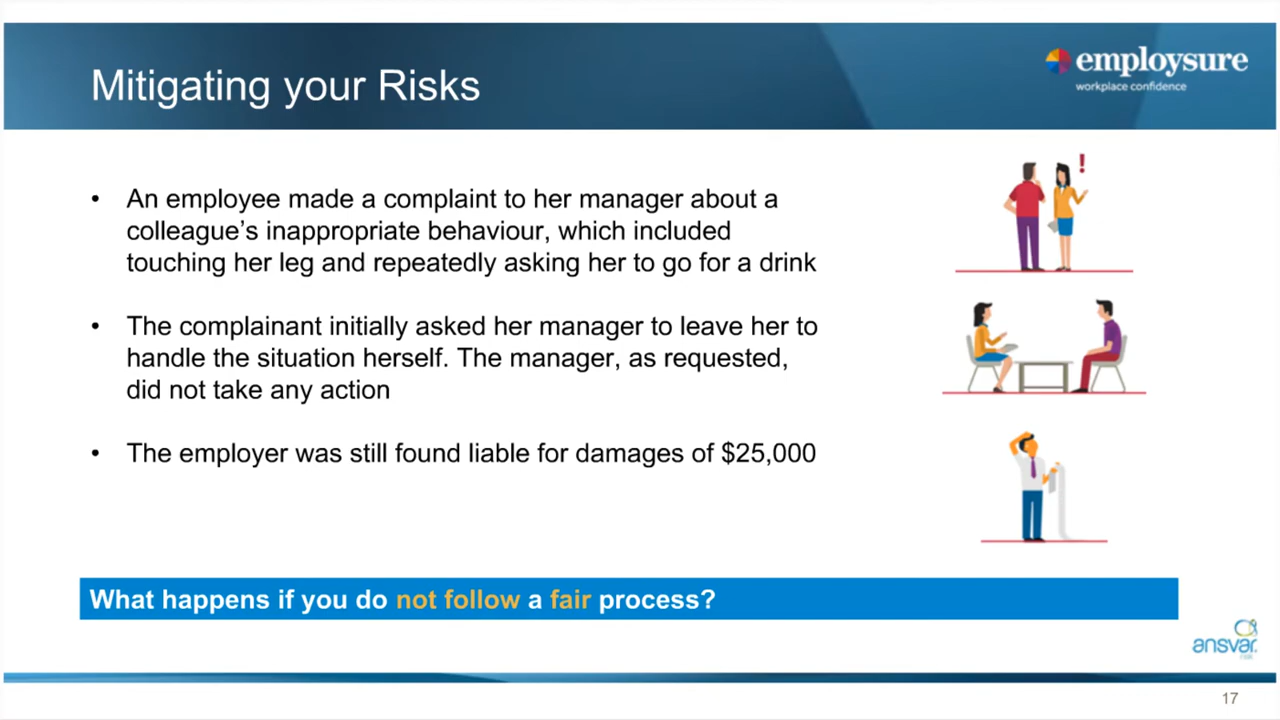 employsure
Mitigating your Risks
workplace confidence
• An employee made a complaint to her manager about a
colleague’s inappropriate behaviour, which included
touching her leg and repeatedly asking her to go for a drink
• The complainant initially asked her manager to leave her to
handle the situation herself. The manager, as requested,
did not take any action
• The employer was still found liable for damages of $25,000
!
What happens if you do not follow a fair process?
ansvar
17